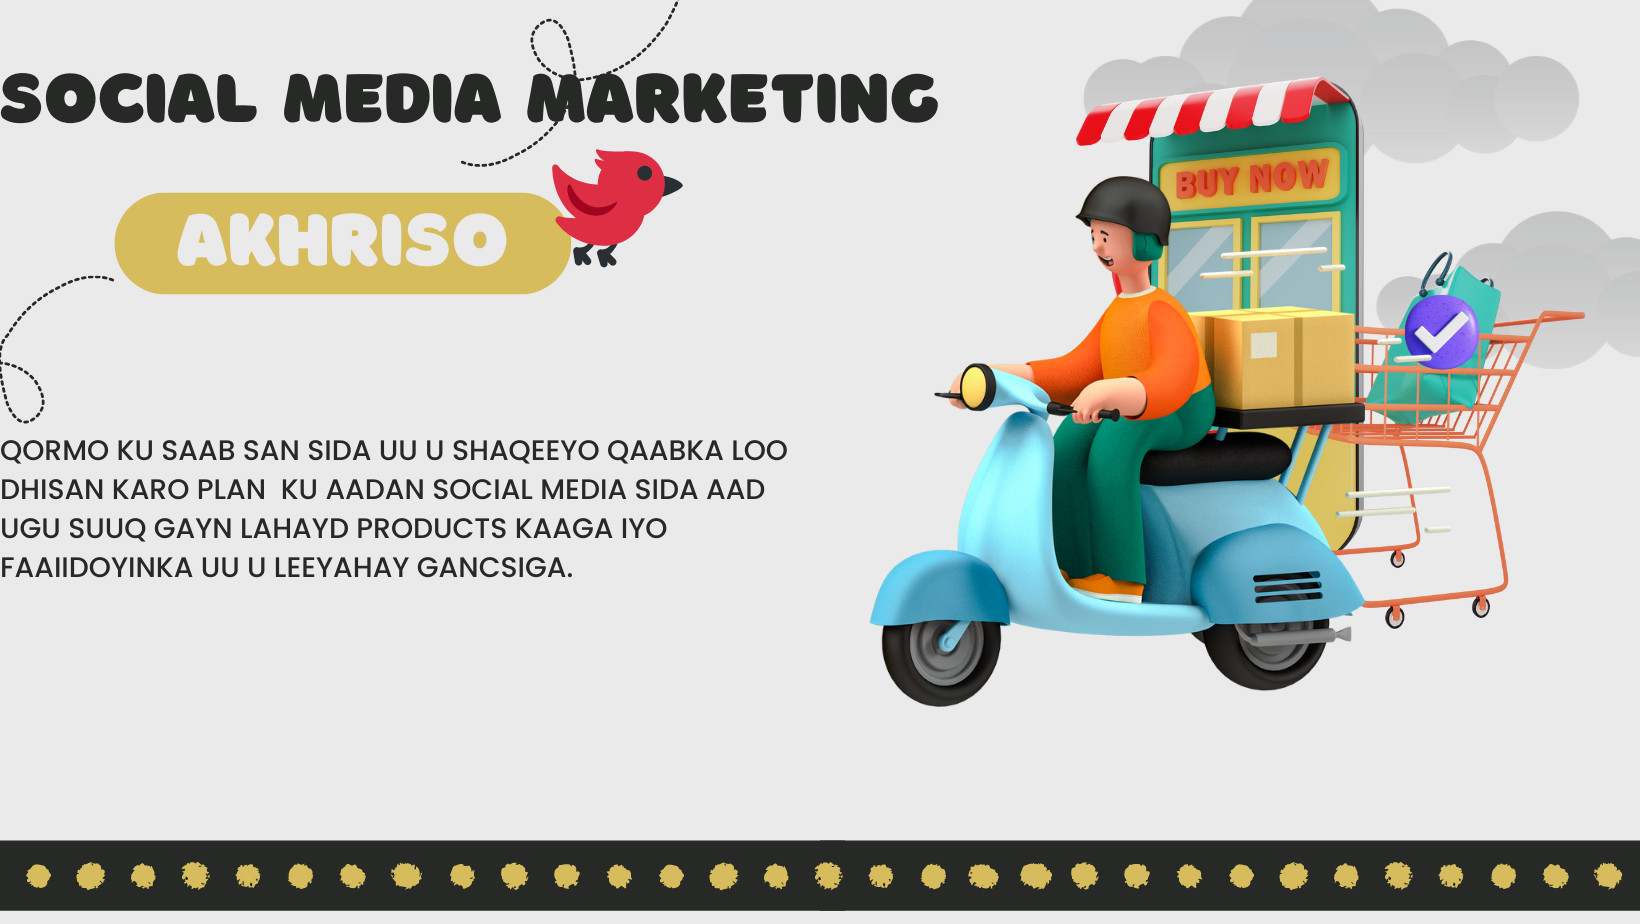 SOCIAL MEDIA MARKETING
AKHRISO
BUY NOW
QORMO KU SAAB SAN SIDA UU U SHAQEEYO QAABKA LOO
DHISAN KARO PLAN  KU AADAN SOCIAL MEDIA SIDA AAD
UGU SUUQ GAYN LAHAYD PRODUCTS KAAGA IYO
FAAIIDOYINKA UU U LEEYAHAY GANCSIGA.